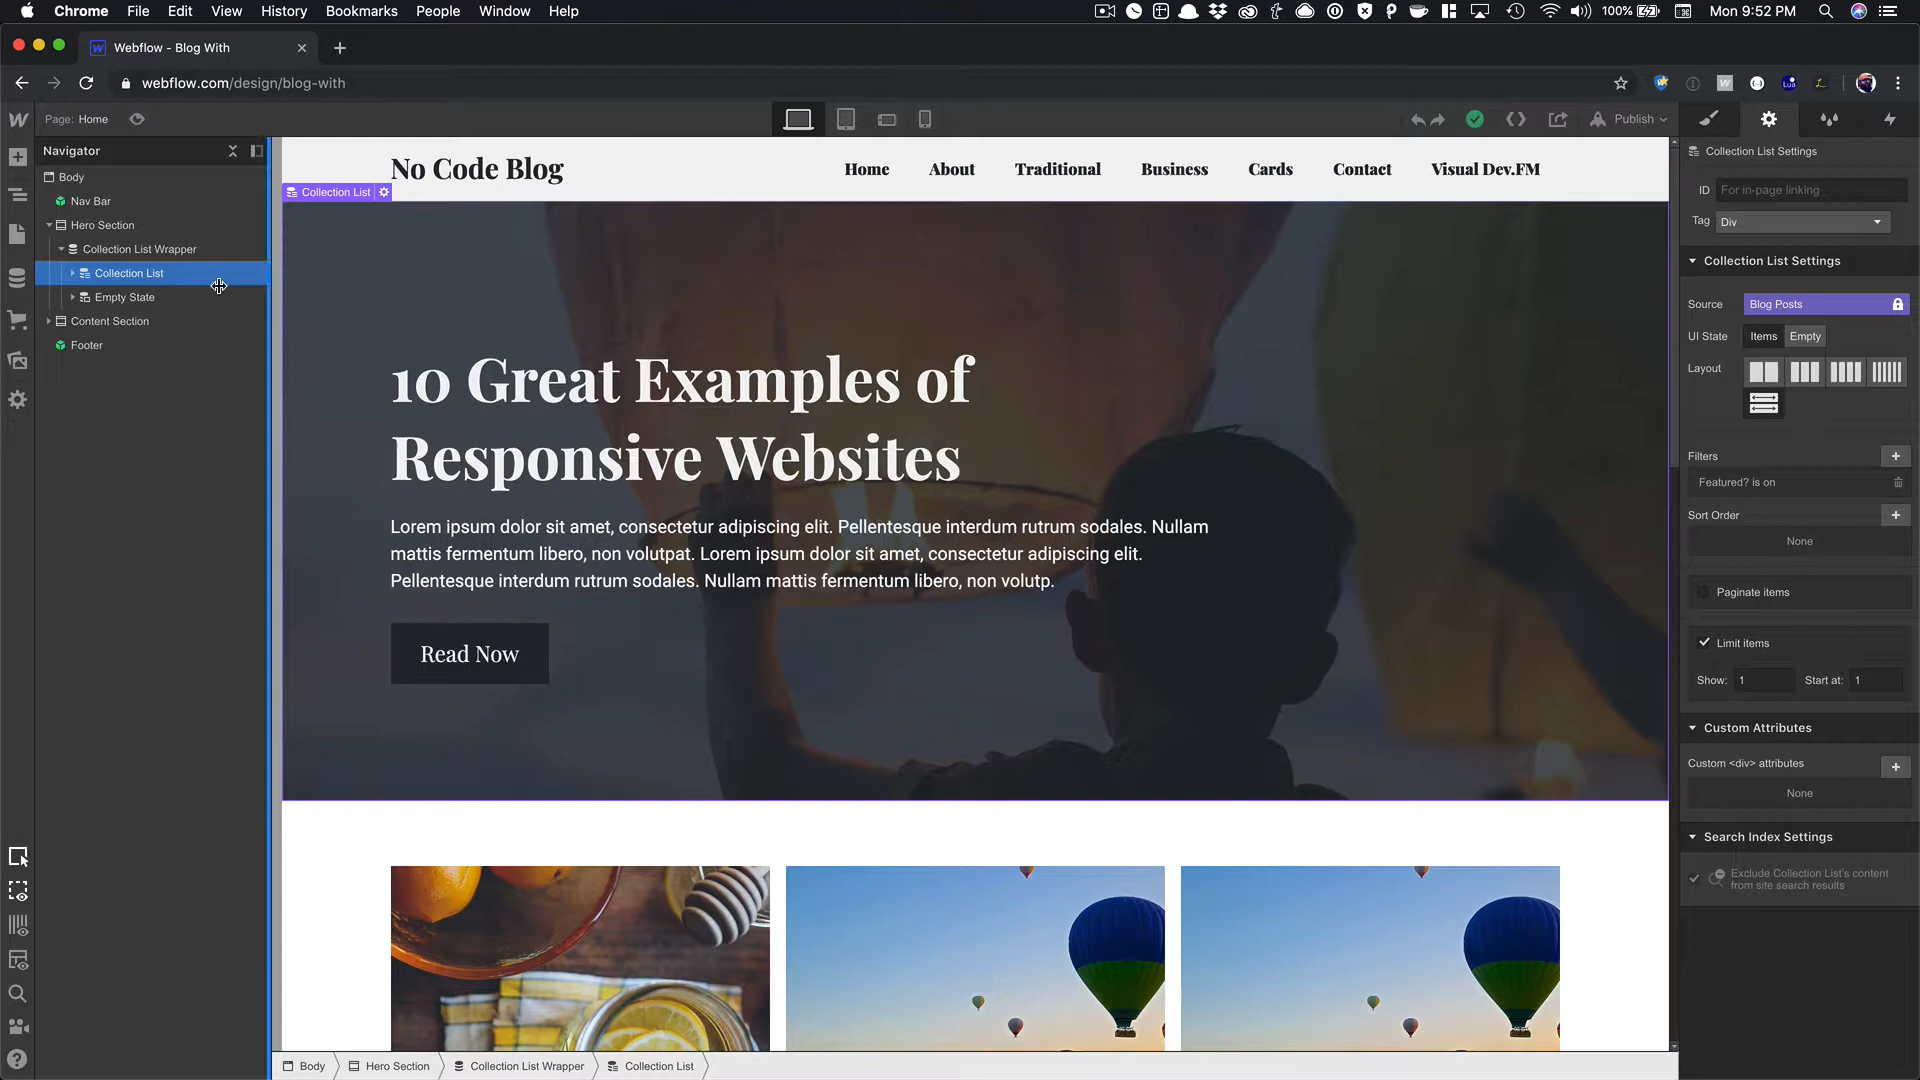 Chrome File Edit View History Bookmarks People Window Help
100% Mon 9:52 PM
Webflow - Blog With
webflow.com/design/blog-with
Page: Home
Publish
Navigator
Body
Nav Bar
Hero Section
Collection List Wrapper
Collection List
Empty State
Content Section
Footer
No Code Blog
Home About Traditional Business Cards Contact Visual Dev.FM
Collection List
10 Great Examples of
Responsive Websites
Lorem ipsum dolor sit amet, consectetur adipiscing elit. Pellentesque interdum rutrum sodales. Nullam
mattis fermentum libero, non volutpat. Lorem ipsum dolor sit amet, consectetur adipiscing elit.
Pellentesque interdum rutrum sodales. Nullam mattis fermentum libero, non volutp.
Read Now
Collection List Settings
ID For in-page linking
Tag Div
Collection List Settings
Source Blog Posts
UI State Items Empty
Layout
Filters
Featured? is on
Sort Order
None
Paginate items
Limit items
Show: 1 Start at: 1
Custom Attributes
Custom <div> attributes
None
Search Index Settings
Exclude Collection List's content
from site search results
Body Hero Section Collection List Wrapper Collection List